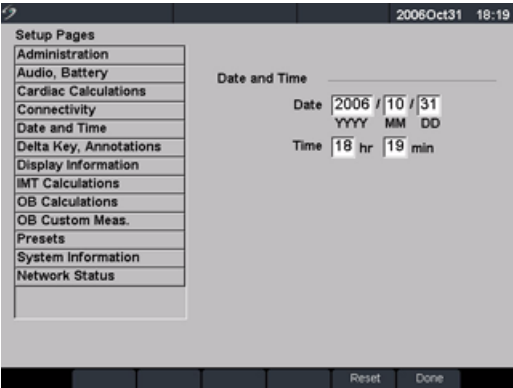 2006Oct31 18:19
Setup Pages
Administration
Audio, Battery
Cardiac Calculations
Connectivity
Date and Time
Delta Key, Annotations
Display Information
IMT Calculations
OB Calculations
OB Custom Meas.
Presets
System Information
Network Status
Date and Time
Date 2006 / 10 / 31
YYYY MM DD
Time 18 hr 19 min
Reset Done